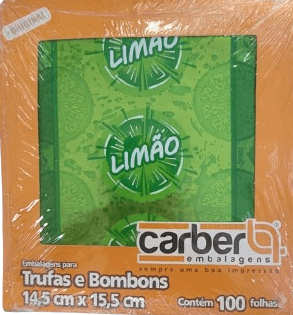 +ORIGINAL
LIMÃO
LIMÃO
carber
embalagens
sempre uma boa impressão
Embalagens para
Trufas e Bombons
14,5 cm x 15,5 cm
Contém 100 folhas